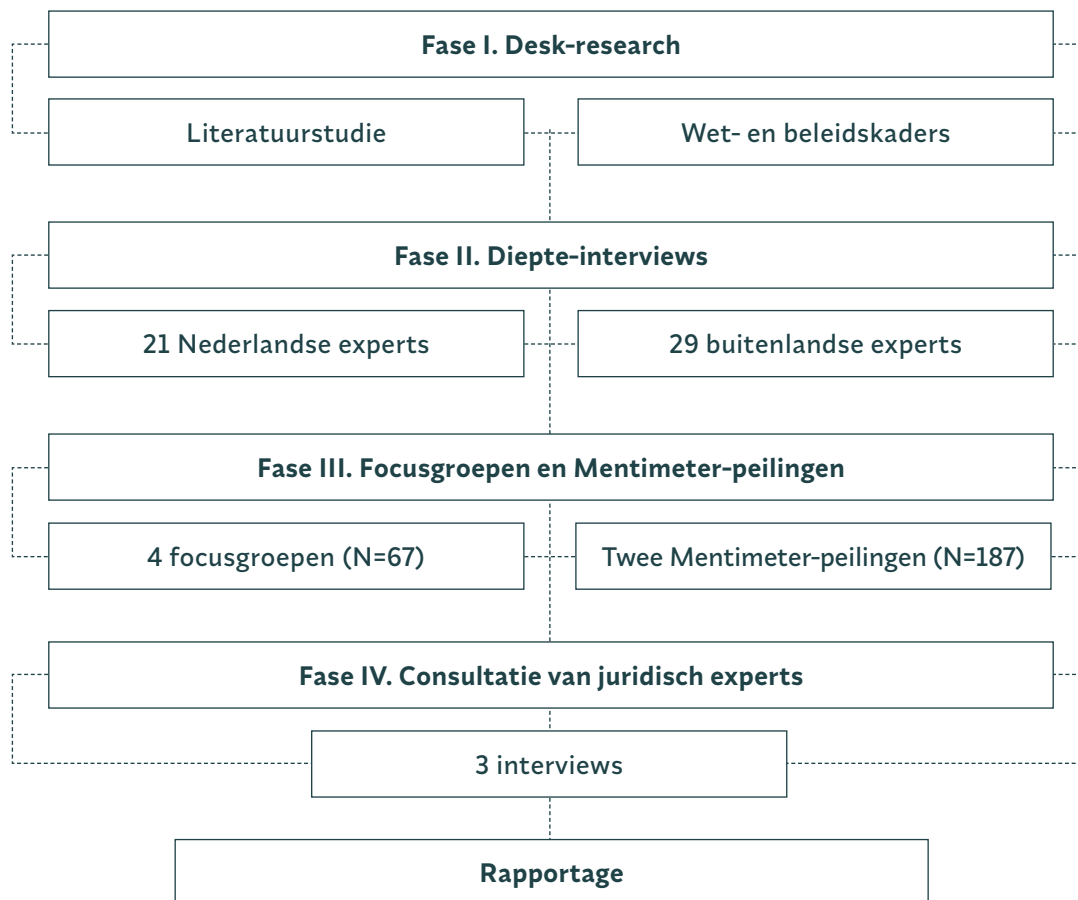 Fase I. Desk-research
Literatuurstudie
Wet- en beleidskaders
Fase II. Diepte-interviews
21 Nederlandse experts
29 buitenlandse experts
Fase III. Focusgroepen en Mentimeter-peilingen
4 focusgroepen (N=67)
Twee Mentimeter-peilingen (N=187)
Fase IV. Consultatie van juridisch experts
3 interviews
Rapportage